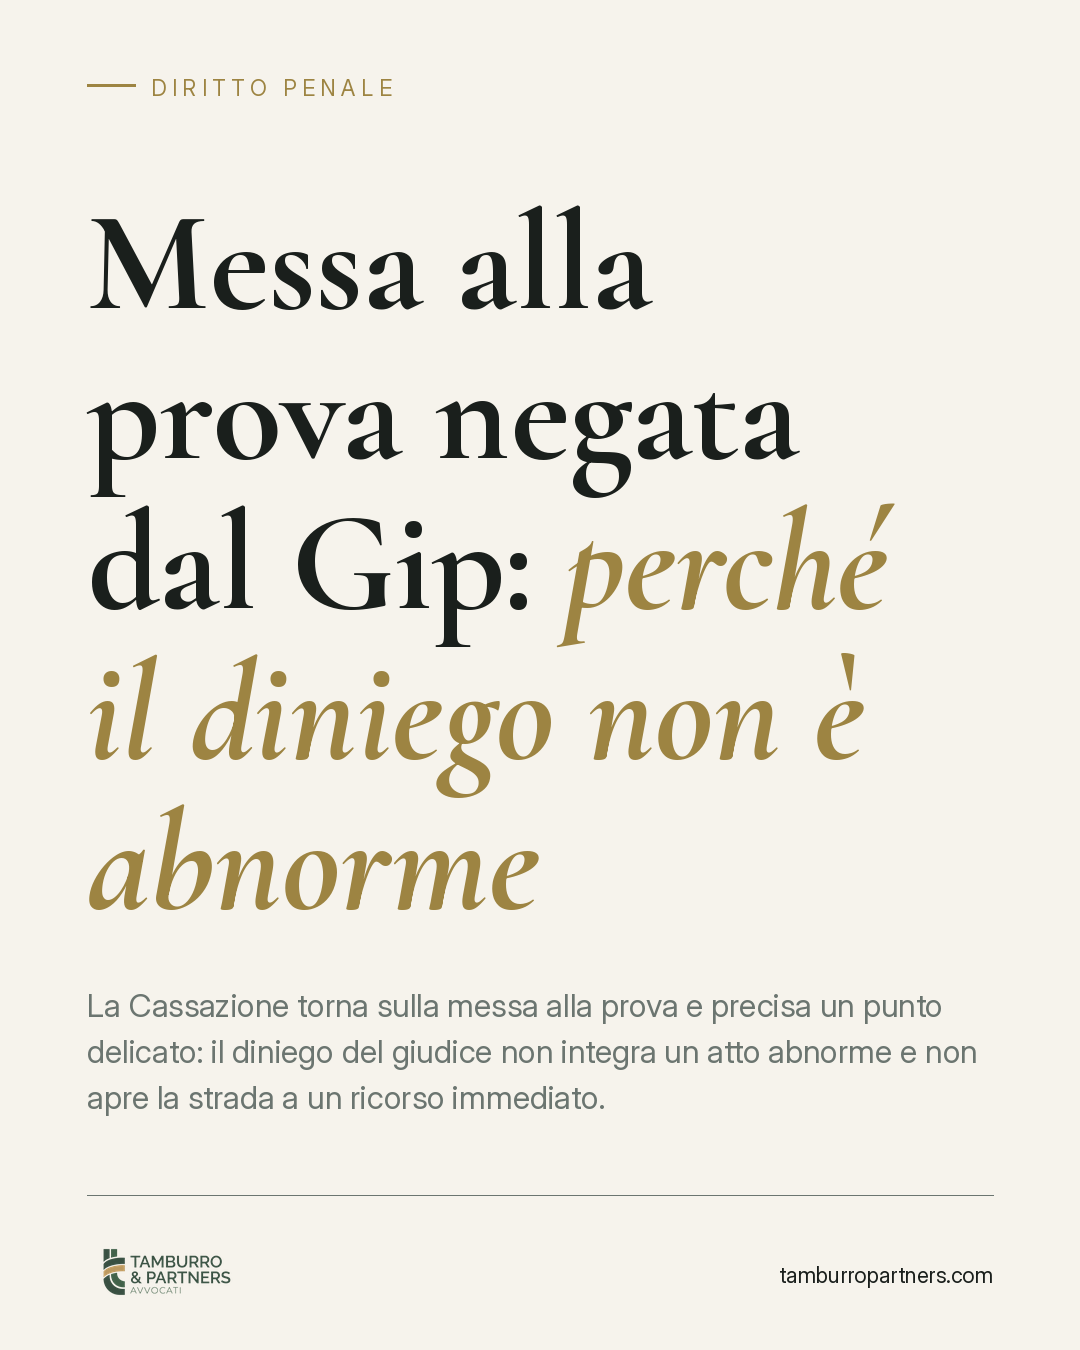 DIRITTO PENALE
Messa alla
prova negata
dal Gip: perché
il diniego non è
abnorme
La Cassazione torna sulla messa alla prova e precisa un punto
delicato: il diniego del giudice non integra un atto abnorme e non
apre la strada a un ricorso immediato.
TAMBURRO
& PARTNERS
AVVOCATI
tamburropartners.com